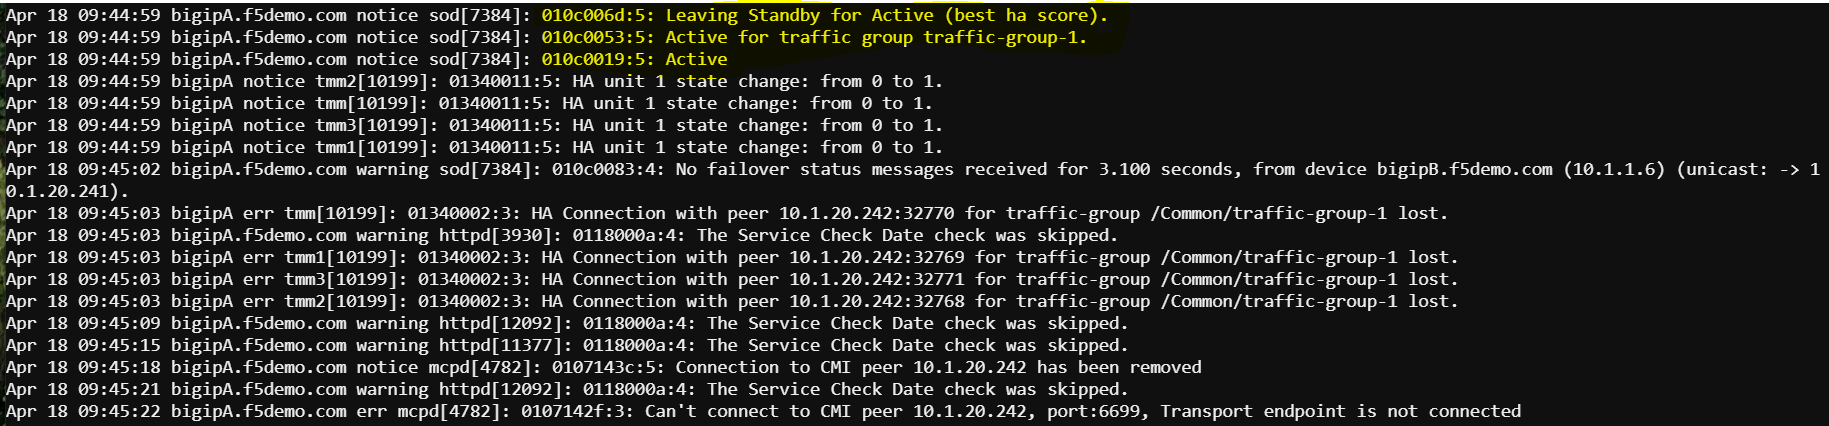 Apr 18 09:44:59 bigipA.f5demo.com notice sod[7384]: 010c006d:5: Leaving Standby for Active (best ha score).
Apr 18 09:44:59 bigipA.f5demo.com notice sod[7384]: 010c0053:5: Active for traffic group traffic-group-1.
Apr 18 09:44:59 bigipA.f5demo.com notice sod[7384]: 010c0019:5: Active
Apr 18 09:44:59 bigipA notice tmm2[10199]: 01340011:5: HA unit 1 state change: from 0 to 1.
Apr 18 09:44:59 bigipA notice tmm[10199]: 01340011:5: HA unit 1 state change: from 0 to 1.
Apr 18 09:44:59 bigipA notice tmm3[10199]: 01340011:5: HA unit 1 state change: from 0 to 1.
Apr 18 09:44:59 bigipA notice tmm1[10199]: 01340011:5: HA unit 1 state change: from 0 to 1.
Apr 18 09:45:02 bigipA.f5demo.com warning sod[7384]: 010c0083:4: No failover status messages received for 3.100 seconds, from device bigipB.f5demo.com (10.1.1.6) (unicast: -> 1
0.1.20.241).
Apr 18 09:45:03 bigipA err tmm[10199]: 01340002:3: HA Connection with peer 10.1.20.242:32770 for traffic-group /Common/traffic-group-1 lost.
Apr 18 09:45:03 bigipA.f5demo.com warning httpd[3930]: 0118000a:4: The Service Check Date check was skipped.
Apr 18 09:45:03 bigipA err tmm1[10199]: 01340002:3: HA Connection with peer 10.1.20.242:32769 for traffic-group /Common/traffic-group-1 lost.
Apr 18 09:45:03 bigipA err tmm3[10199]: 01340002:3: HA Connection with peer 10.1.20.242:32771 for traffic-group /Common/traffic-group-1 lost.
Apr 18 09:45:03 bigipA err tmm2[10199]: 01340002:3: HA Connection with peer 10.1.20.242:32768 for traffic-group /Common/traffic-group-1 lost.
Apr 18 09:45:09 bigipA.f5demo.com warning httpd[12092]: 0118000a:4: The Service Check Date check was skipped.
Apr 18 09:45:15 bigipA.f5demo.com warning httpd[11377]: 0118000a:4: The Service Check Date check was skipped.
Apr 18 09:45:18 bigipA.f5demo.com notice mcpd[4782]: 0107143c:5: Connection to CMI peer 10.1.20.242 has been removed
Apr 18 09:45:21 bigipA.f5demo.com warning httpd[12092]: 0118000a:4: The Service Check Date check was skipped.
Apr 18 09:45:22 bigipA.f5demo.com err mcpd[4782]: 0107142f:3: Can't connect to CMI peer 10.1.20.242, port:6699, Transport endpoint is not connected